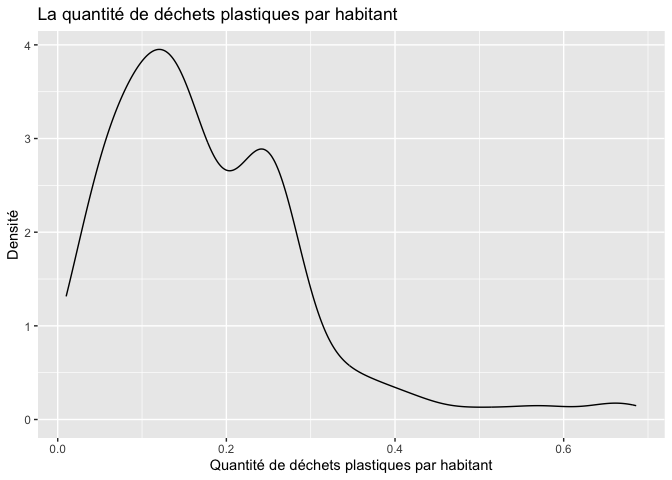 La quantité de déchets plastiques par habitant
4
3
2
1
0
Densité
0.0 0.2 0.4 0.6
Quantité de déchets plastiques par habitant